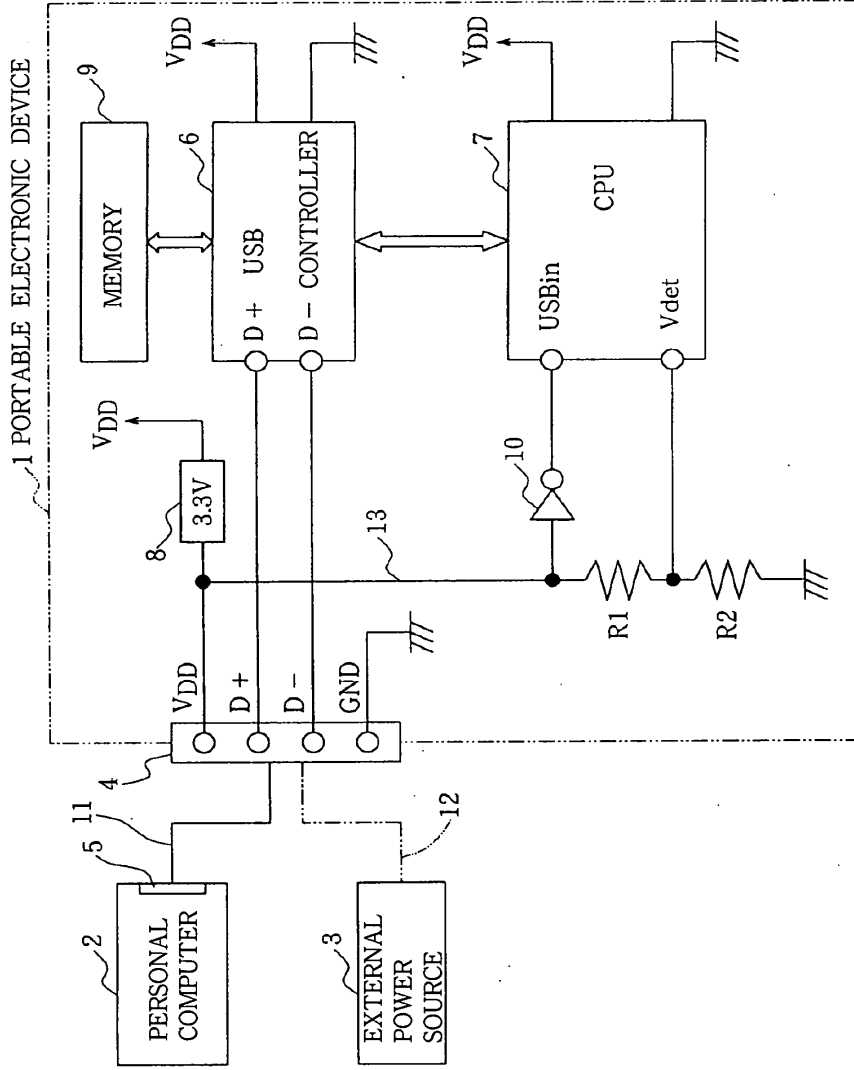 1 PORTABLE ELECTRONIC DEVICE
2
PERSONAL
COMPUTER
5
11
3
EXTERNAL
POWER
SOURCE
12
4
VDD
D+
D-
GND
8
3.3V
VDD
13
9
MEMORY
6
D+ USB
D- CONTROLLER
VDD
10
R1
R2
7
CPU
USBin
Vdet
VDD